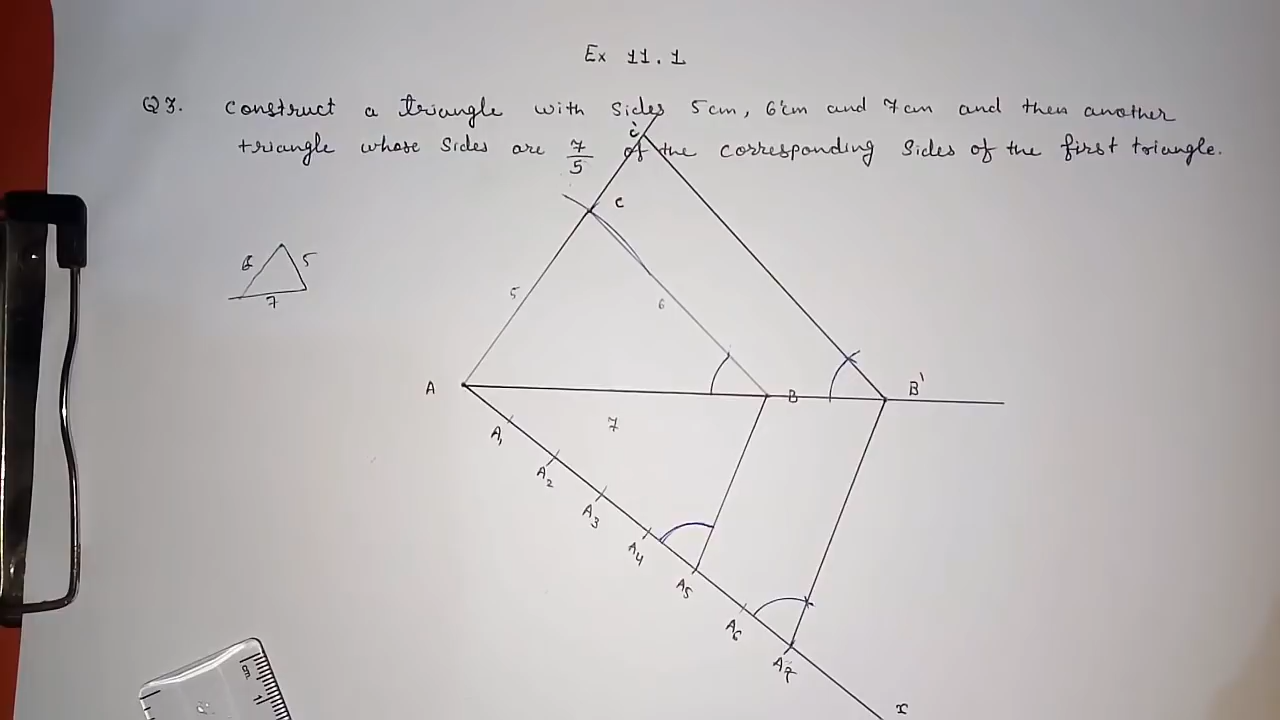 Ex 11.1
Q3. Construct a triangle with sides 5cm, 6cm and 7cm and then another
triangle whose sides are 7/5 of the corresponding sides of the first triangle.
C'
C
6 5
7
5
6
A
B
B'
7
A1
A2
A3
A4
A5
A6
A7
x